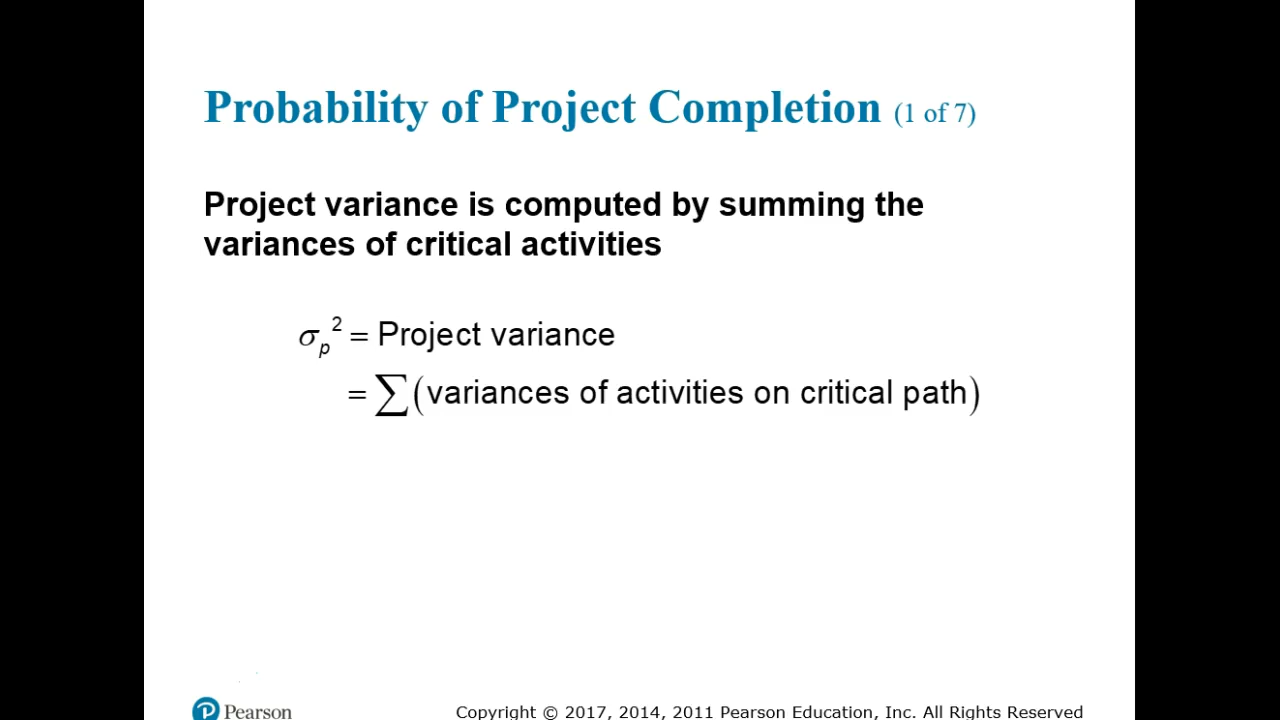 Probability of Project Completion (1 of 7)
Project variance is computed by summing the
variances of critical activities
σₚ² = Project variance
= ∑(variances of activities on critical path)
Pearson
Copyright © 2017, 2014, 2011 Pearson Education, Inc. All Rights Reserved